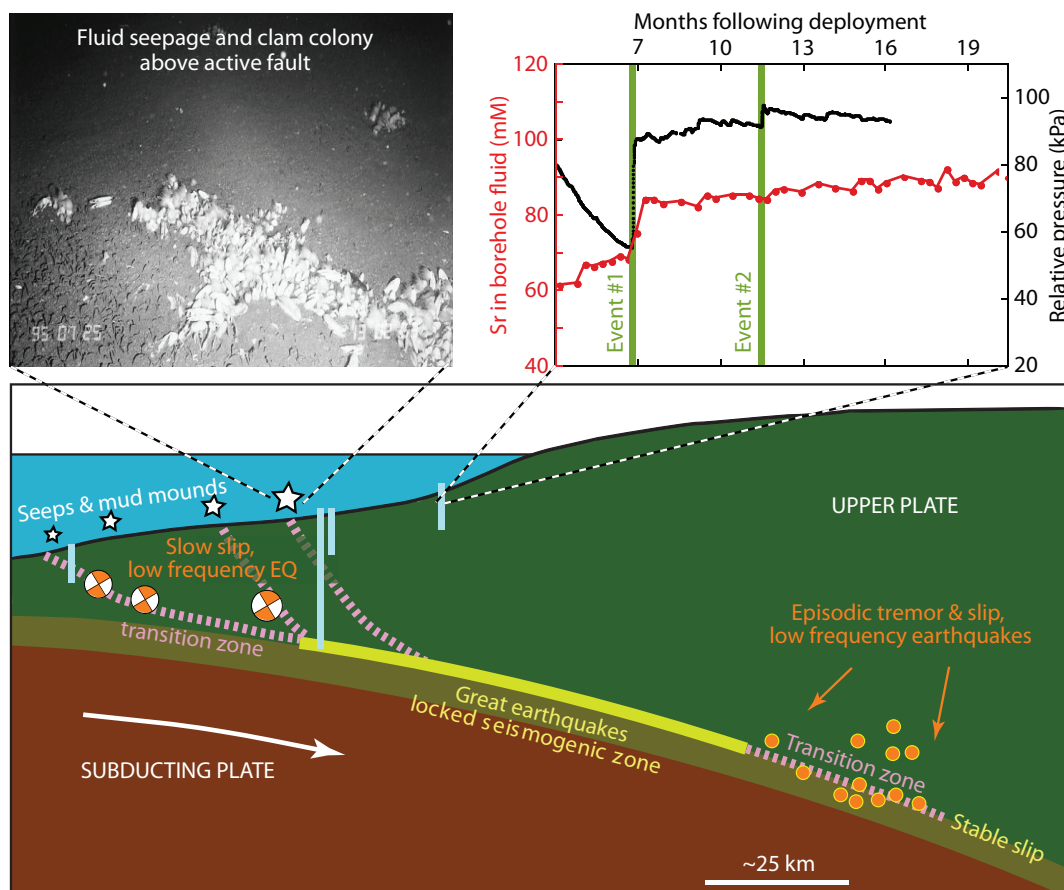 Fluid seepage and clam colony
above active fault
95 07 25
Months following deployment
7 10 13 16 19
Sr in borehole fluid (mM)
120
100
80
60
40
Event #1
Event #2
100
80
60
40
20
Relative pressure (kPa)
Seeps & mud mounds
Slow slip,
low frequency EQ
transition zone
UPPER PLATE
Episodic tremor & slip,
low frequency earthquakes
Great earthquakes
locked seismogenic zone
Transition zone
Stable slip
SUBDUCTING PLATE
~25 km